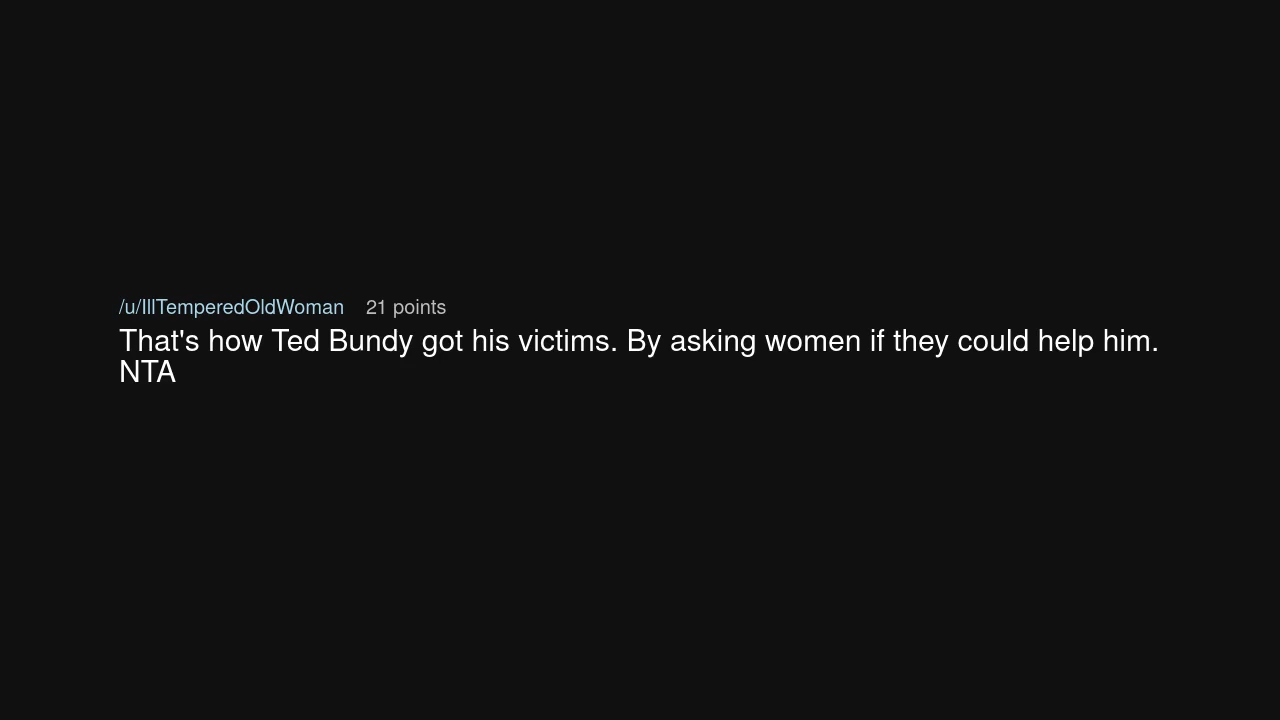 /u/IllTemperedOldWoman 21 points
That's how Ted Bundy got his victims. By asking women if they could help him.
NTA